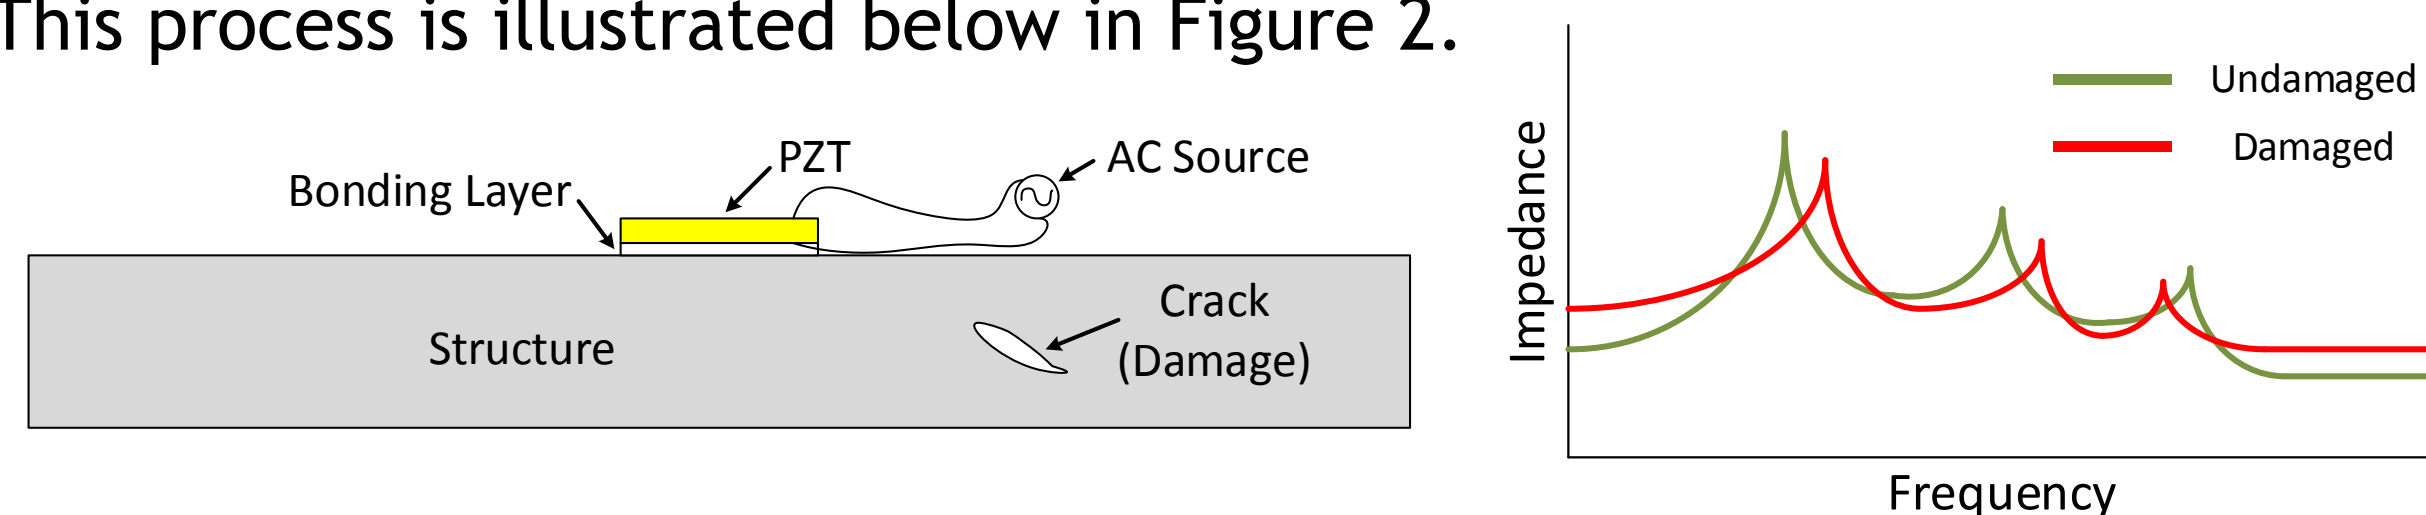 This process is illustrated below in Figure 2.
PZT
AC Source
Bonding Layer
Crack
(Damage)
Structure
Undamaged
Damaged
Impedance
Frequency